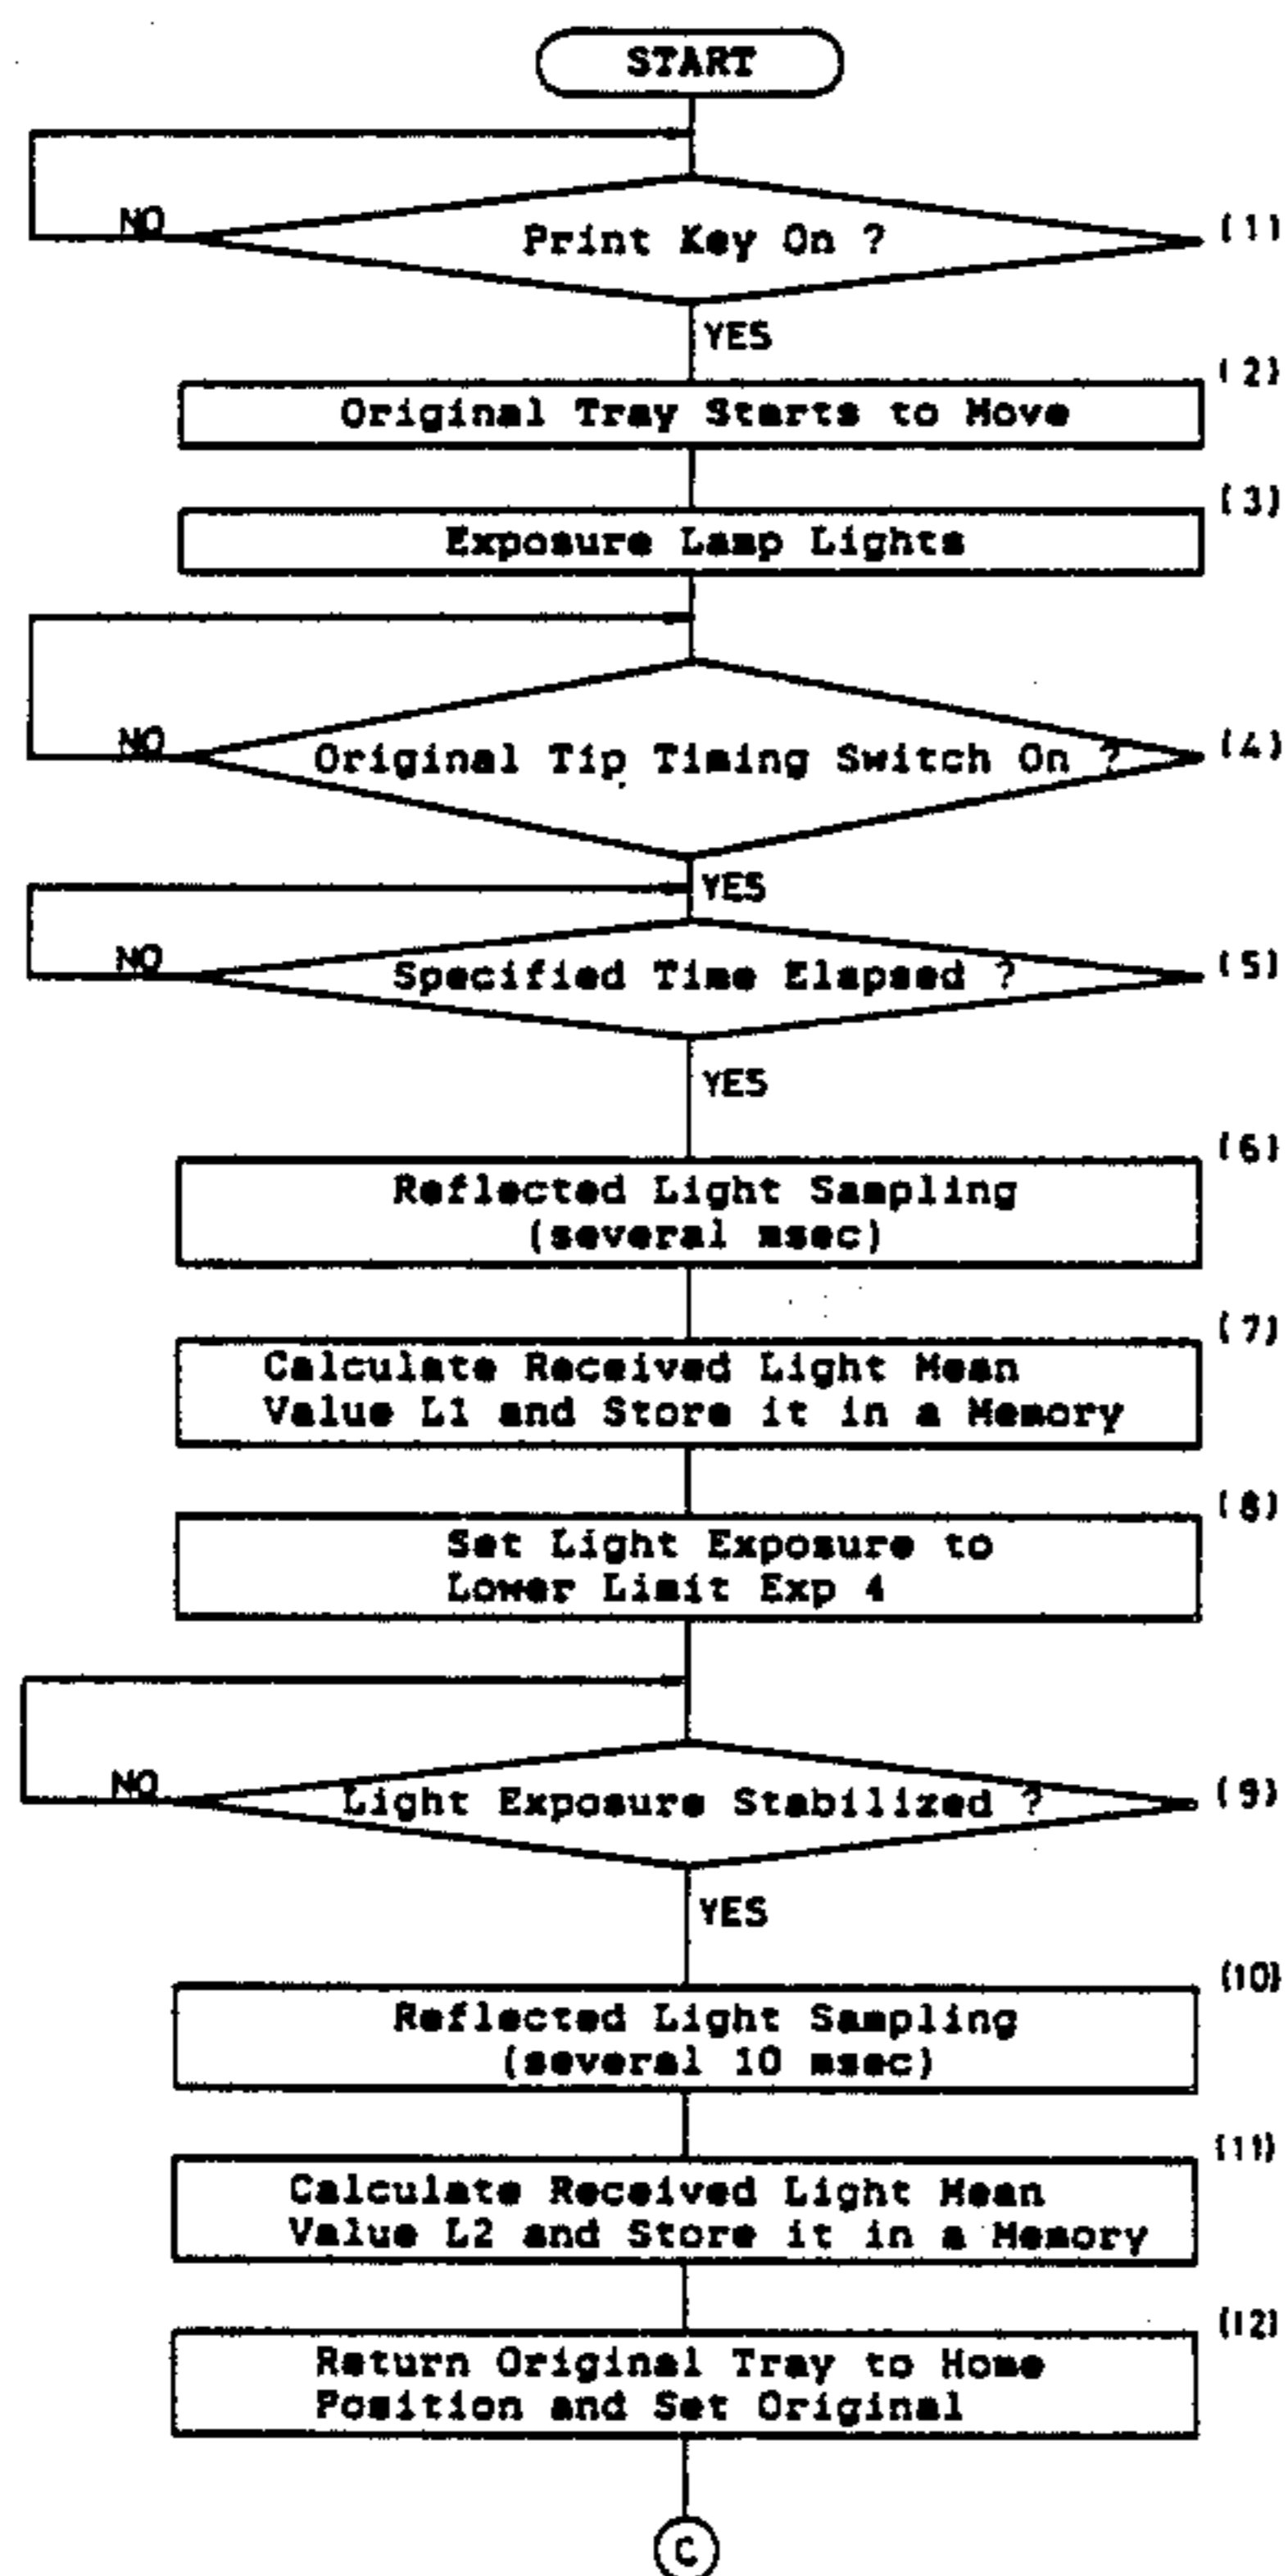 START
NO
Print Key On ?
(1)
YES
(2)
Original Tray Starts to Move
(3)
Exposure Lamp Lights
NO
Original Tip Timing Switch On ?
(4)
YES
NO
Specified Time Elapsed ?
(5)
YES
(6)
Reflected Light Sampling
(several msec)
(7)
Calculate Received Light Mean
Value L1 and Store it in a Memory
(8)
Set Light Exposure to
Lower Limit Exp 4
NO
Light Exposure Stabilized ?
(9)
YES
(10)
Reflected Light Sampling
(several 10 msec)
(11)
Calculate Received Light Mean
Value L2 and Store it in a Memory
(12)
Return Original Tray to Home
Position and Set Original
C